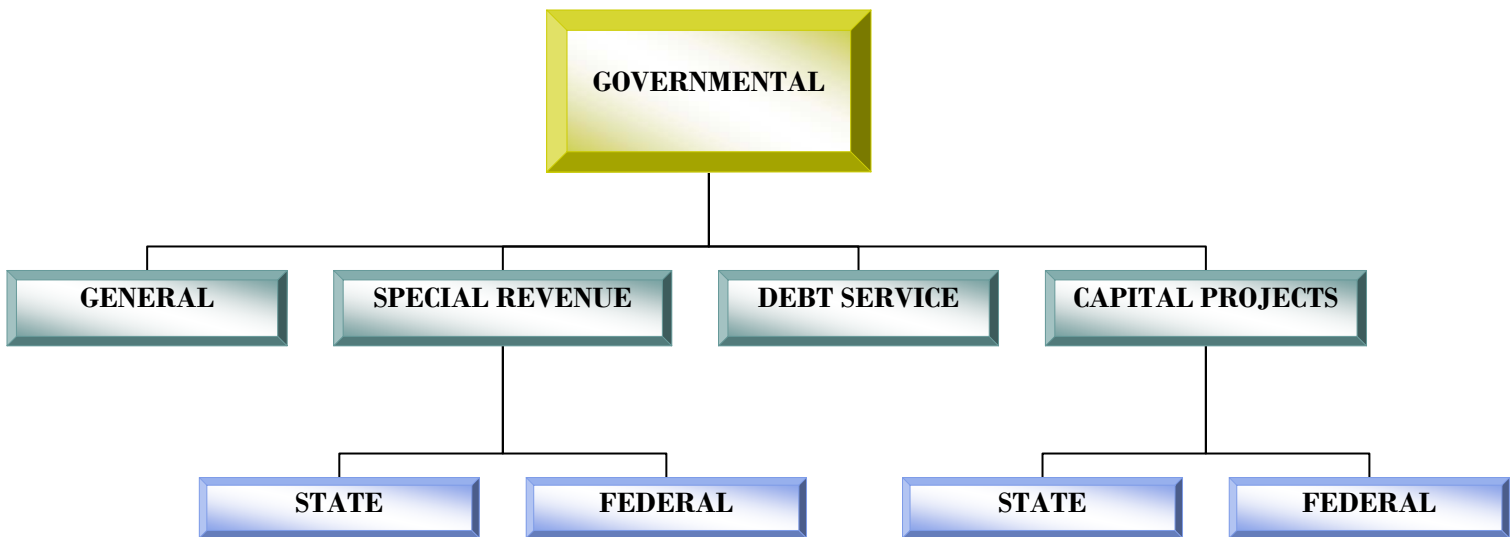 GOVERNMENTAL
GENERAL
SPECIAL REVENUE
DEBT SERVICE
CAPITAL PROJECTS
STATE
FEDERAL
STATE
FEDERAL